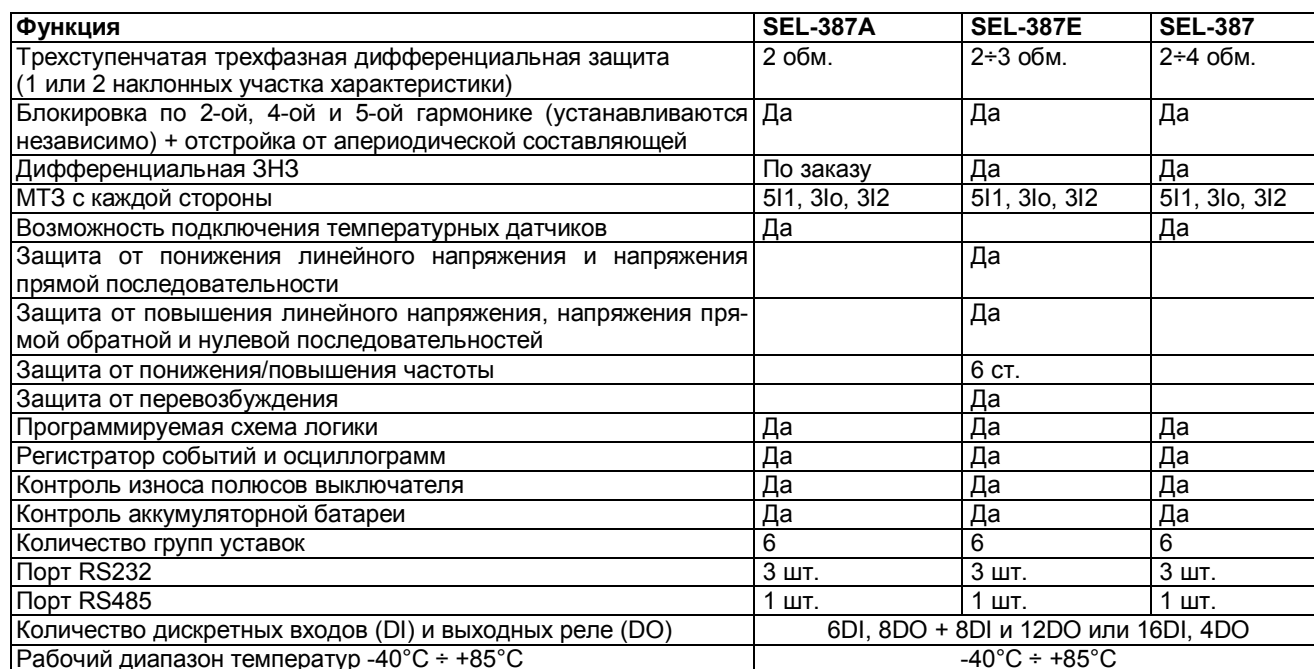 Функция SEL-387A SEL-387E SEL-387
Трехступенчатая трехфазная дифференциальная защита 2 обм. 2÷3 обм. 2÷4 обм.
(1 или 2 наклонных участка характеристики)
Блокировка по 2-ой, 4-ой и 5-ой гармонике (устанавливаются Да Да Да
независимо) + отстройка от апериодической составляющей
Дифференциальная ЗНЗ По заказу Да Да
МТЗ с каждой стороны 5I1, 3Io, 3I2 5I1, 3Io, 3I2 5I1, 3Io, 3I2
Возможность подключения температурных датчиков Да Да
Защита от понижения линейного напряжения и напряжения Да
прямой последовательности
Защита от повышения линейного напряжения, напряжения пря- Да
мой обратной и нулевой последовательностей
Защита от понижения/повышения частоты 6 ст.
Защита от перевозбуждения Да
Программируемая схема логики Да Да Да
Регистратор событий и осциллограмм Да Да Да
Контроль износа полюсов выключателя Да Да Да
Контроль аккумуляторной батареи Да Да Да
Количество групп уставок 6 6 6
Порт RS232 3 шт. 3 шт. 3 шт.
Порт RS485 1 шт. 1 шт. 1 шт.
Количество дискретных входов (DI) и выходных реле (DO) 6DI, 8DO + 8DI и 12DO или 16DI, 4DO
Рабочий диапазон температур -40°C ÷ +85°C -40°C ÷ +85°C